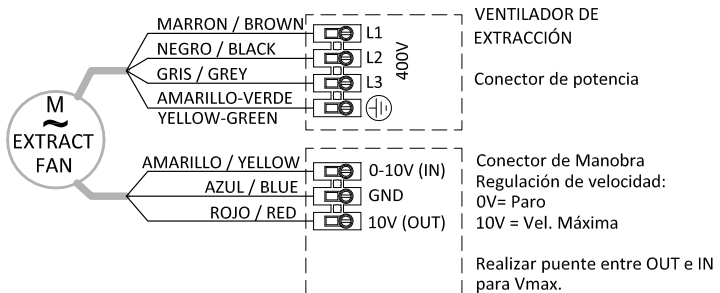 MARRON / BROWN
NEGRO / BLACK
GRIS / GREY
AMARILLO-VERDE
YELLOW-GREEN
L1
L2
L3
400V
VENTILADOR DE
EXTRACCIÓN
Conector de potencia
M
~
EXTRACT
FAN
AMARILLO / YELLOW
AZUL / BLUE
ROJO / RED
0-10V (IN)
GND
10V (OUT)
Conector de Manobra
Regulación de velocidad:
0V= Paro
10V = Vel. Máxima
Realizar puente entre OUT e IN
para Vmax.